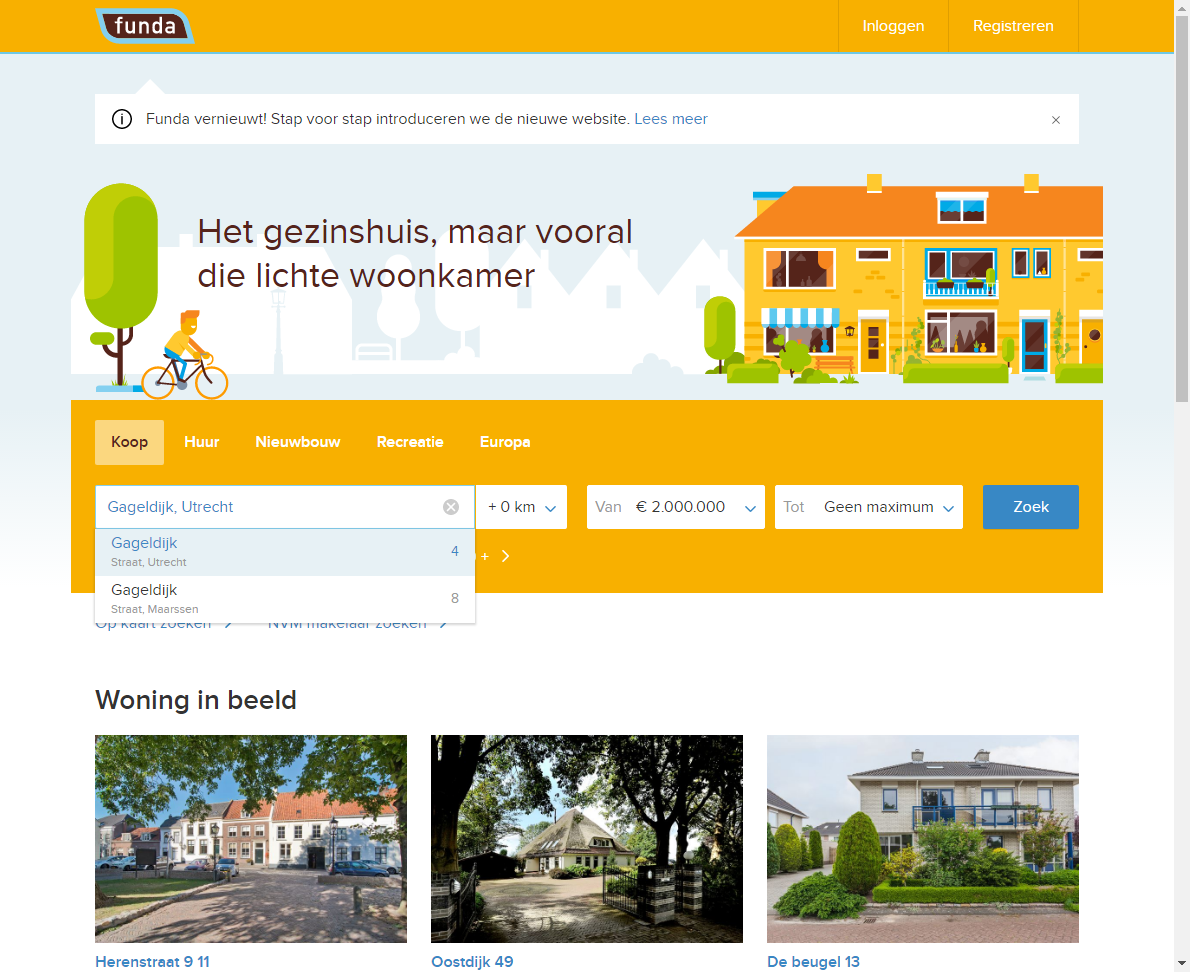 funda
Inloggen
Registreren
Funda vernieuwt! Stap voor stap introduceren we de nieuwe website. Lees meer
Het gezinshuis, maar vooral
die lichte woonkamer
Koop
Huur
Nieuwbouw
Recreatie
Europa
Gageldijk, Utrecht
+ 0 km
Van € 2.000.000
Tot Geen maximum
Zoek
Gageldijk
4
Straat, Utrecht
+
Gageldijk
8
Straat, Maarssen
Op kaart zoeken
NVM makelaar zoeken
Woning in beeld
Herenstraat 9 11
Oostdijk 49
De beugel 13